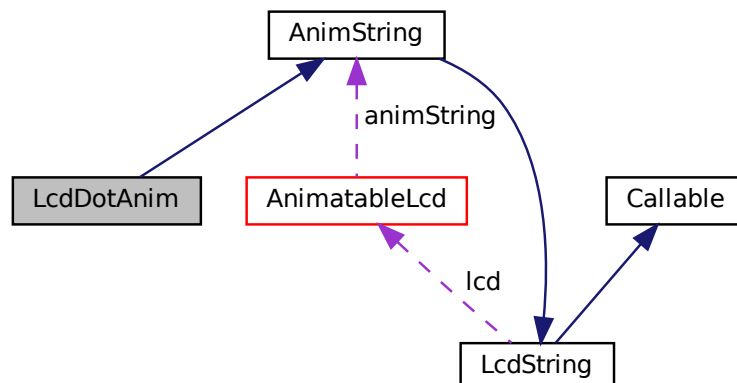 AnimString
animString
LcdDotAnim
AnimatableLcd
Callable
lcd
LcdString